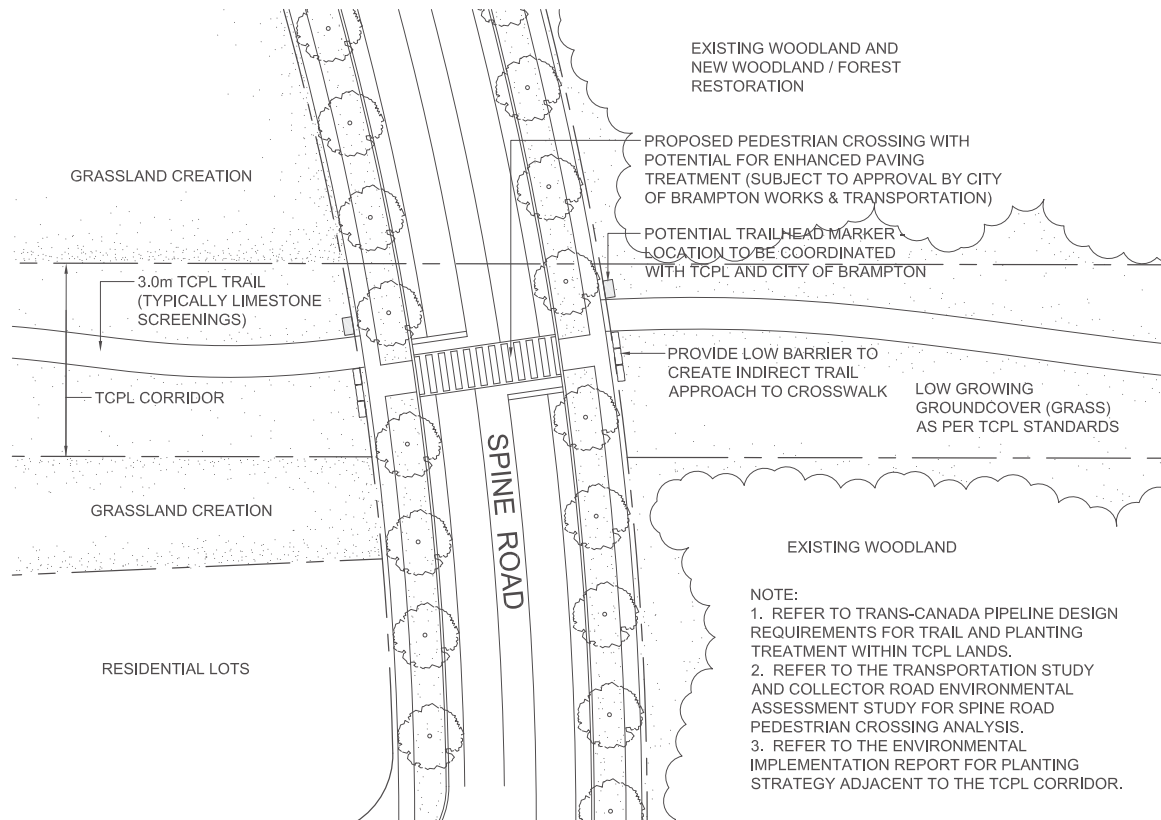 EXISTING WOODLAND AND
NEW WOODLAND / FOREST
RESTORATION
PROPOSED PEDESTRIAN CROSSING WITH
POTENTIAL FOR ENHANCED PAVING
TREATMENT (SUBJECT TO APPROVAL BY CITY
OF BRAMPTON WORKS & TRANSPORTATION)
GRASSLAND CREATION
POTENTIAL TRAILHEAD MARKER -
LOCATION TO BE COORDINATED
WITH TCPL AND CITY OF BRAMPTON
3.0m TCPL TRAIL
(TYPICALLY LIMESTONE
SCREENINGS)
PROVIDE LOW BARRIER TO
CREATE INDIRECT TRAIL
APPROACH TO CROSSWALK
TCPL CORRIDOR
LOW GROWING
GROUNDCOVER (GRASS)
AS PER TCPL STANDARDS
SPINE ROAD
GRASSLAND CREATION
EXISTING WOODLAND
RESIDENTIAL LOTS
NOTE:
1. REFER TO TRANS-CANADA PIPELINE DESIGN
REQUIREMENTS FOR TRAIL AND PLANTING
TREATMENT WITHIN TCPL LANDS.
2. REFER TO THE TRANSPORTATION STUDY
AND COLLECTOR ROAD ENVIRONMENTAL
ASSESSMENT STUDY FOR SPINE ROAD
PEDESTRIAN CROSSING ANALYSIS.
3. REFER TO THE ENVIRONMENTAL
IMPLEMENTATION REPORT FOR PLANTING
STRATEGY ADJACENT TO THE TCPL CORRIDOR.